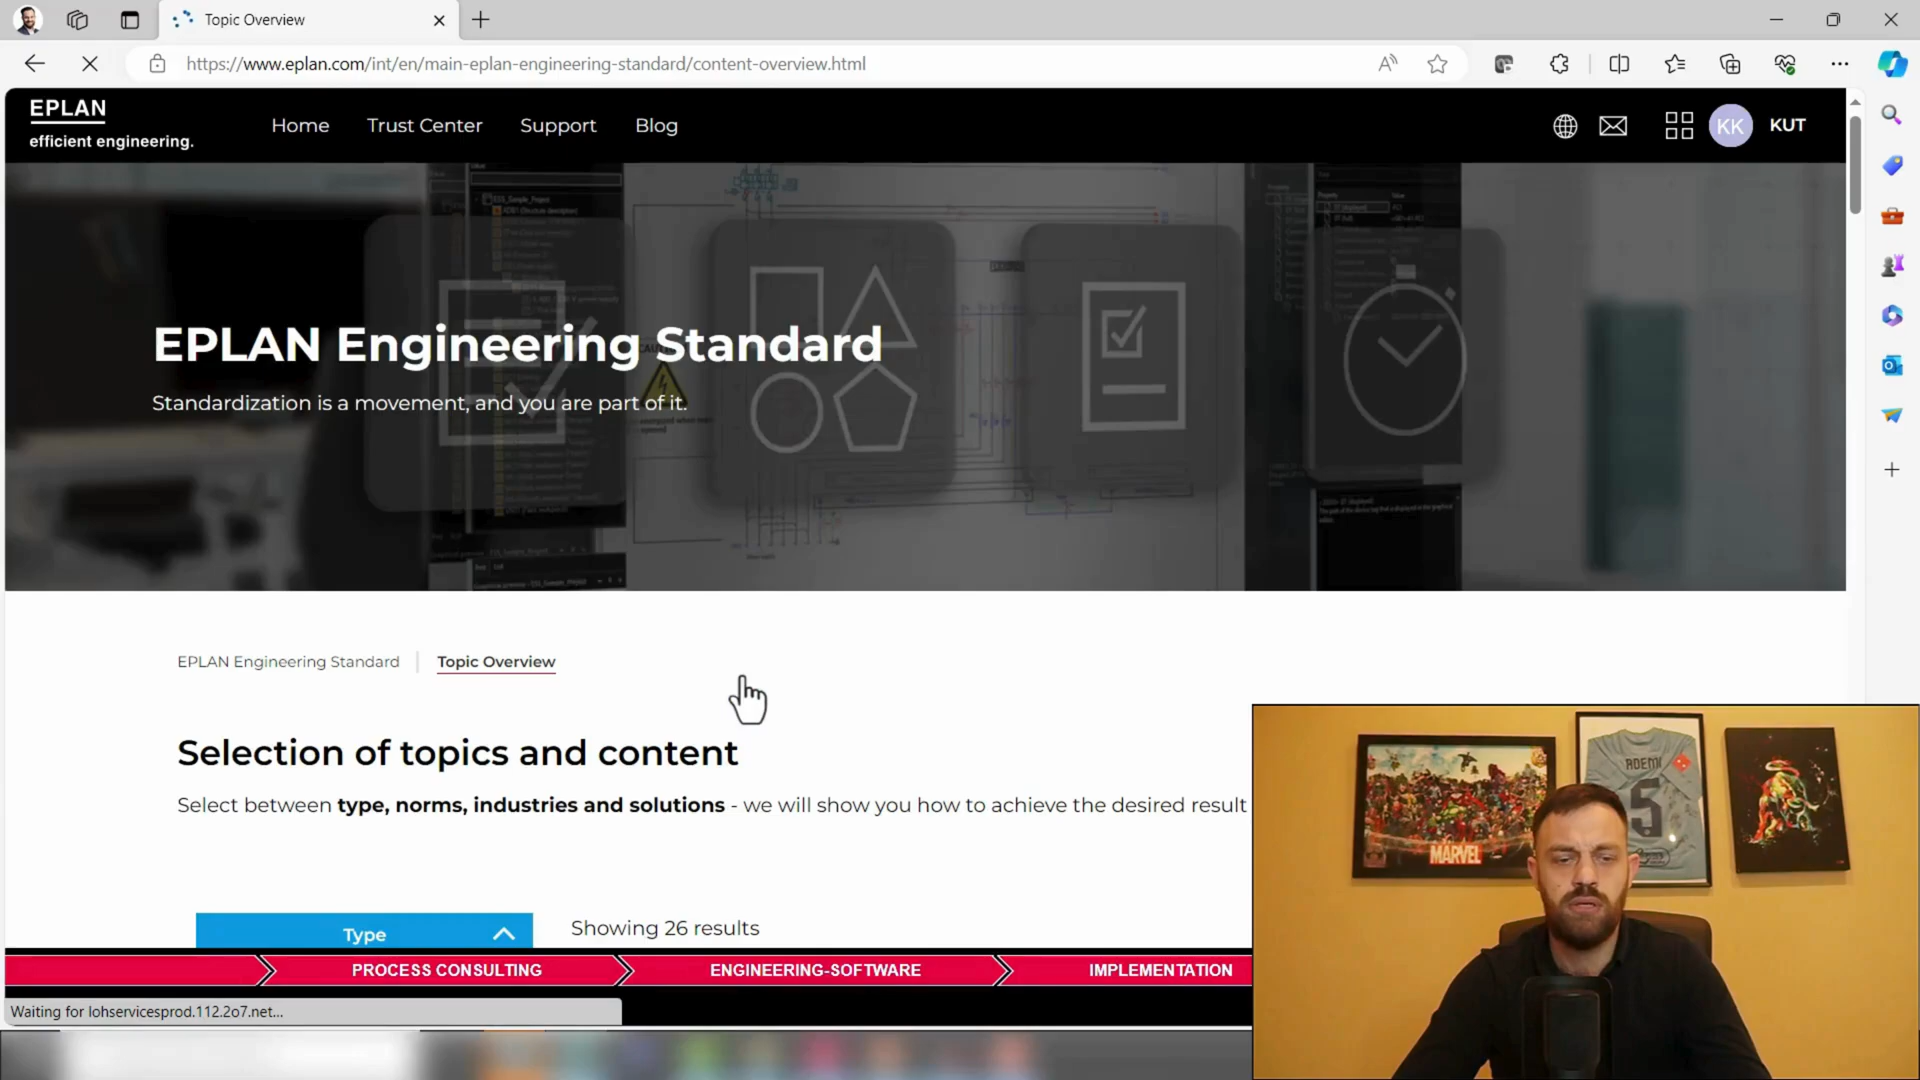 Topic Overview
https://www.eplan.com/int/en/main-eplan-engineering-standard/content-overview.html
EPLAN
efficient engineering.
Home
Trust Center
Support
Blog
KK
KUT
EPLAN Engineering Standard
Standardization is a movement, and you are part of it.
EPLAN Engineering Standard
Topic Overview
Selection of topics and content
Select between type, norms, industries and solutions - we will show you how to achieve the desired result
Type
Showing 26 results
PROCESS CONSULTING
ENGINEERING-SOFTWARE
IMPLEMENTATION
Waiting for lohservicesprod.112.2o7.net...
ADEMI
5
MARVEL